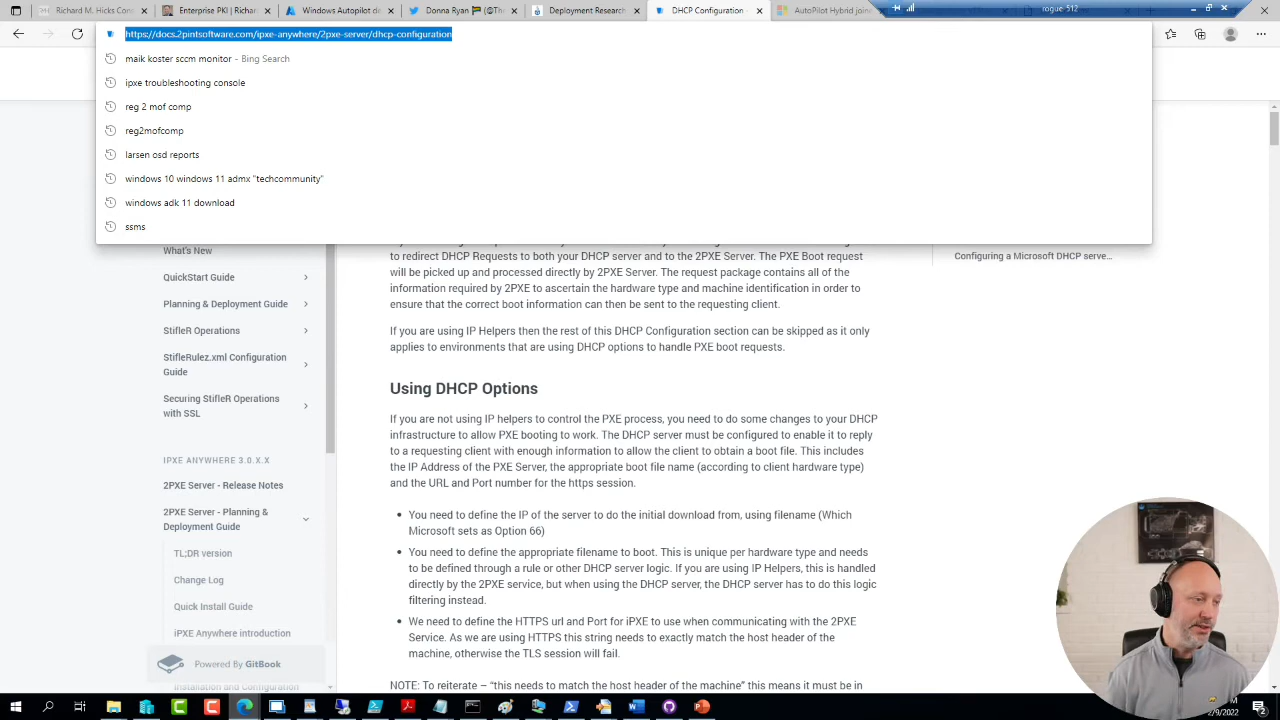 Richard M. Hicks Cons
Enterprise PKI | Richard M.
Windows Autopilot de
Dayton Rien (@Th
Deployment Research
DHCP Configuration
AutoPilot Hybrid Joine
rogue-512
https://docs.2pintsoftware.com/ipxe-anywhere/2pxe-server/dhcp-configuration
maik koster sccm monitor - Bing Search
ipxe troubleshooting console
reg 2 mof comp
reg2mofcomp
larsen osd reports
windows 10 windows 11 admx "techcommunity"
windows adk 11 download
ssms
What's New
QuickStart Guide
Planning & Deployment Guide
StifleR Operations
StifleRulez.xml Configuration
Guide
Securing StifleR Operations
with SSL
IPXE ANYWHERE 3.0.X.X
2PXE Server - Release Notes
2PXE Server - Planning &
Deployment Guide
TL;DR version
Change Log
Quick Install Guide
iPXE Anywhere introduction
Powered By GitBook
Installation and Configuration
to redirect DHCP Requests to both your DHCP server and to the 2PXE Server. The PXE Boot request
will be picked up and processed directly by 2PXE Server. The request package contains all of the
information required by 2PXE to ascertain the hardware type and machine identification in order to
ensure that the correct boot information can then be sent to the requesting client.
If you are using IP Helpers then the rest of this DHCP Configuration section can be skipped as it only
applies to environments that are using DHCP options to handle PXE boot requests.
Using DHCP Options
If you are not using IP helpers to control the PXE process, you need to do some changes to your DHCP
infrastructure to allow PXE booting to work. The DHCP server must be configured to enable it to reply
to a requesting client with enough information to allow the client to obtain a boot file. This includes
the IP Address of the PXE Server, the appropriate boot file name (according to client hardware type)
and the URL and Port number for the https session.
• You need to define the IP of the server to do the initial download from, using filename (Which
Microsoft sets as Option 66)
• You need to define the appropriate filename to boot. This is unique per hardware type and needs
to be defined through a rule or other DHCP server logic. If you are using IP Helpers, this is handled
directly by the 2PXE service, but when using the DHCP server, the DHCP server has to do this logic
filtering instead.
• We need to define the HTTPS url and Port for iPXE to use when communicating with the 2PXE
Service. As we are using HTTPS this string needs to exactly match the host header of the
machine, otherwise the TLS session will fail.
NOTE: To reiterate – "this needs to match the host header of the machine" this means it must be in
Configuring a Microsoft DHCP serve...
2/9/2022